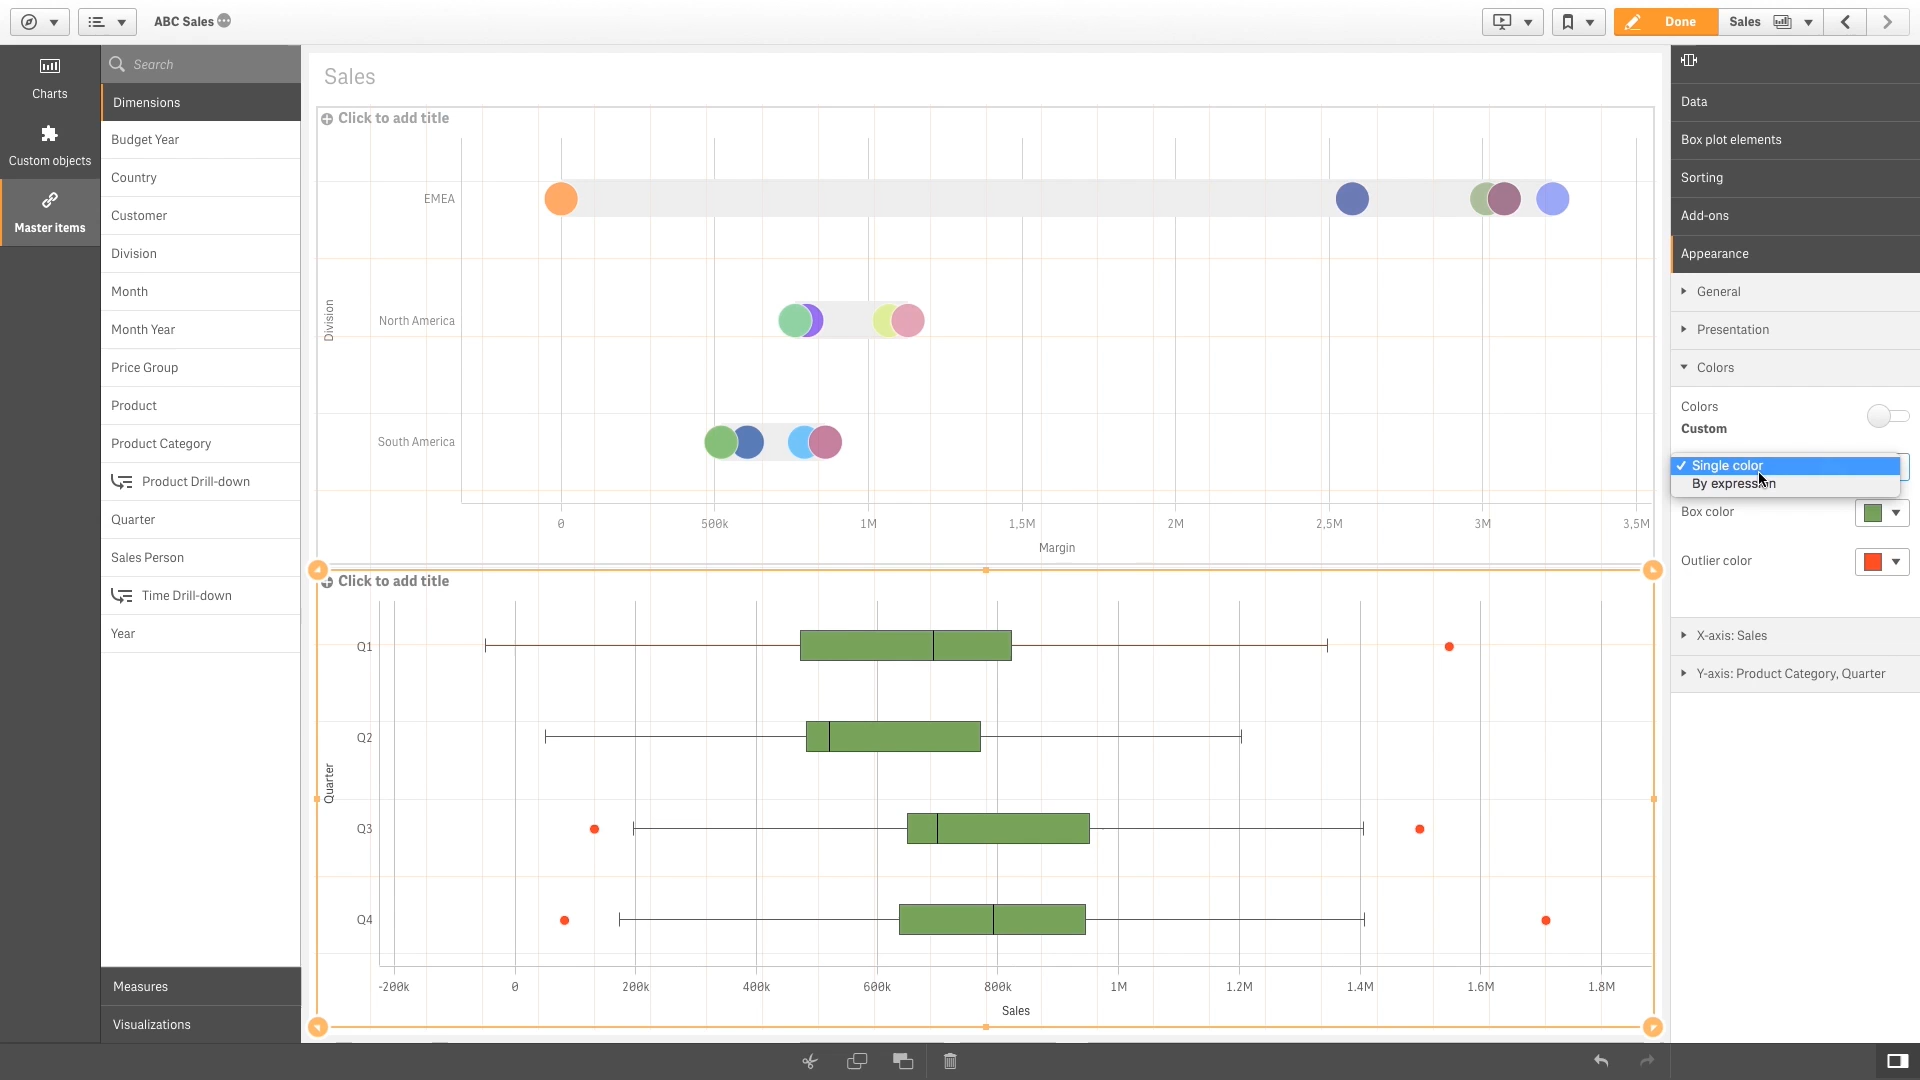 ABC Sales
Done
Sales
Charts
Custom objects
Master items
Search
Dimensions
Budget Year
Country
Customer
Division
Month
Month Year
Price Group
Product
Product Category
Product Drill-down
Quarter
Sales Person
Time Drill-down
Year
Measures
Visualizations
Sales
Click to add title
EMEA
North America
South America
Division
0
500k
1M
1,5M
2M
2,5M
3M
3,5M
Margin
Click to add title
Q1
Q2
Q3
Q4
Quarter
-200k
0
200k
400k
600k
800k
1M
1.2M
1.4M
1.6M
1.8M
Sales
Data
Box plot elements
Sorting
Add-ons
Appearance
General
Presentation
Colors
Colors
Custom
✓ Single color
By expression
Box color
Outlier color
X-axis: Sales
Y-axis: Product Category, Quarter